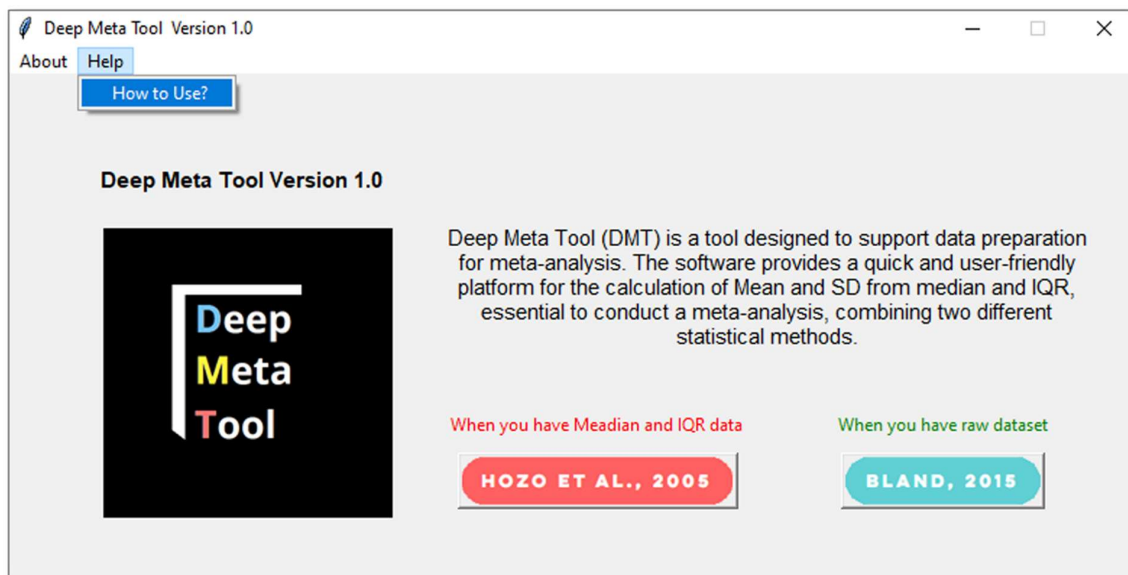 Deep Meta Tool  Version 1.0
About Help
How to Use?
Deep Meta Tool Version 1.0
Deep
Meta
Tool
Deep Meta Tool (DMT) is a tool designed to support data preparation
for meta-analysis. The software provides a quick and user-friendly
platform for the calculation of Mean and SD from median and IQR,
essential to conduct a meta-analysis, combining two different
statistical methods.
When you have Meadian and IQR data
HOZO ET AL., 2005
When you have raw dataset
BLAND, 2015